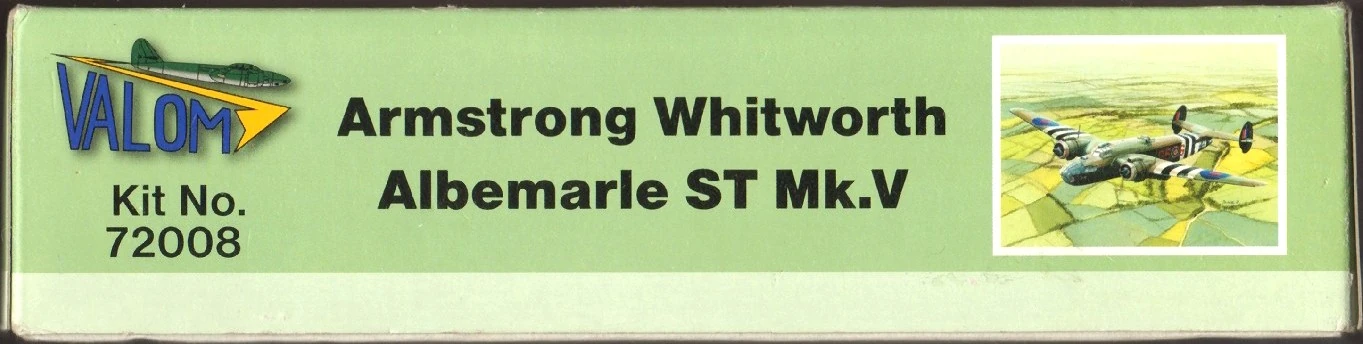 VALOM
Kit No.
72008
Armstrong Whitworth
Albemarle ST Mk.V